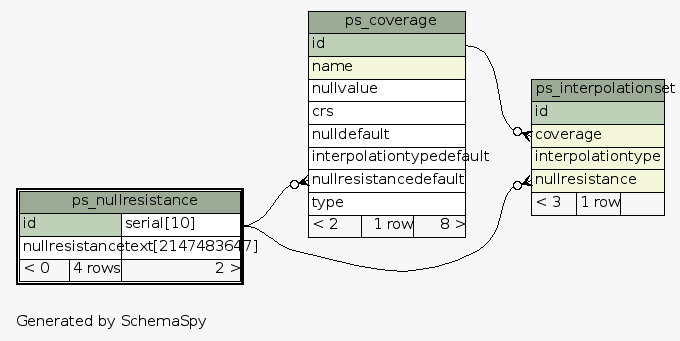 ps_coverage
id
name
nullvalue
crs
nulldefault
interpolationtypedefault
nullresistancedefault
type
< 2 1 row 8 >
ps_interpolationset
id
coverage
interpolationtype
nullresistance
< 3 1 row
ps_nullresistance
id serial[10]
nullresistance text[2147483647]
< 0 4 rows 2 >
Generated by SchemaSpy